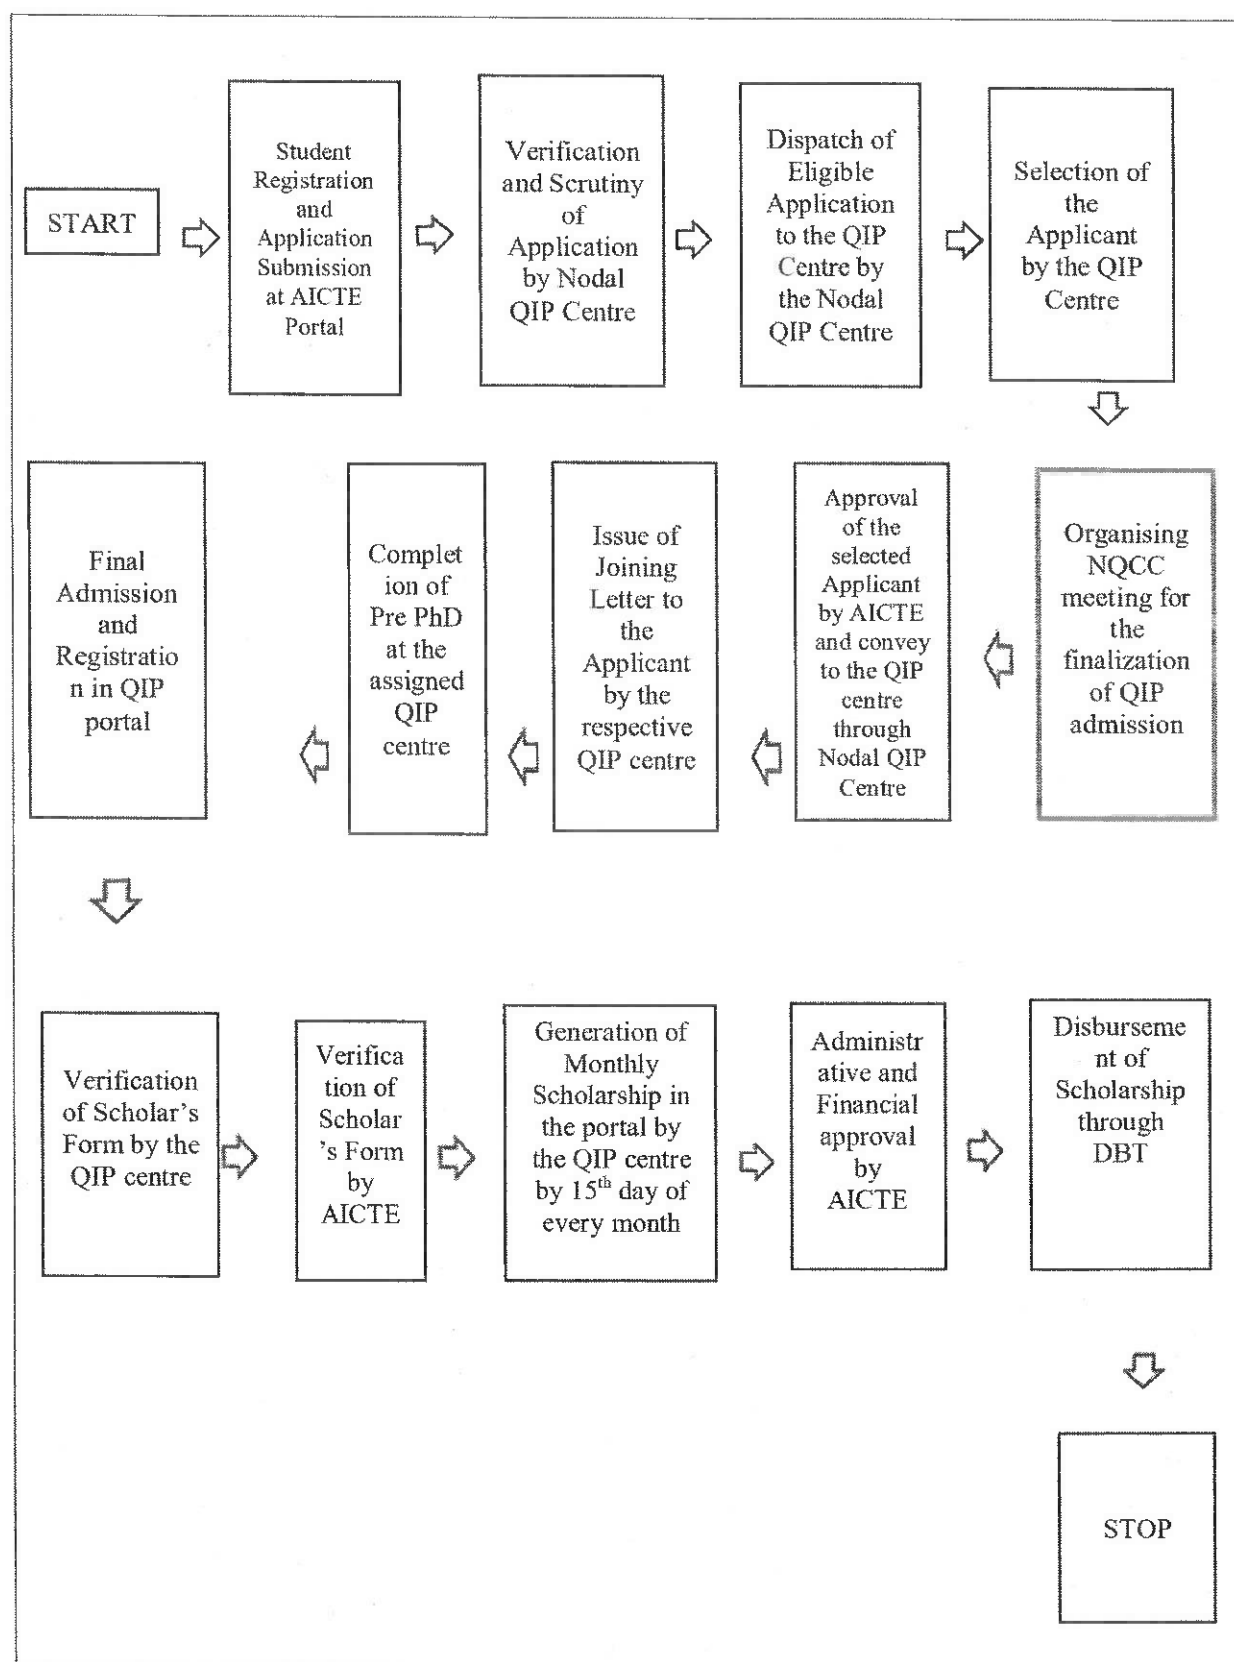 START
Student
Registration
and
Application
Submission
at AICTE
Portal
Verification
and Scrutiny
of
Application
by Nodal
QIP Centre
Dispatch of
Eligible
Application
to the QIP
Centre by
the Nodal
QIP Centre
Selection of
the
Applicant
by the QIP
Centre
Organising
NQCC
meeting for
the
finalization
of QIP
admission
Approval
of the
selected
Applicant
by AICTE
and convey
to the QIP
centre
through
Nodal QIP
Centre
Issue of
Joining
Letter to
the
Applicant
by the
respective
QIP centre
Complet
ion of
Pre PhD
at the
assigned
QIP
centre
Final
Admission
and
Registratio
n in QIP
portal
Verification
of Scholar’s
Form by the
QIP centre
Verifica
tion of
Scholar
’s Form
by
AICTE
Generation of
Monthly
Scholarship in
the portal by
the QIP centre
by 15th day of
every month
Administr
ative and
Financial
approval
by
AICTE
Disburseme
nt of
Scholarship
through
DBT
STOP